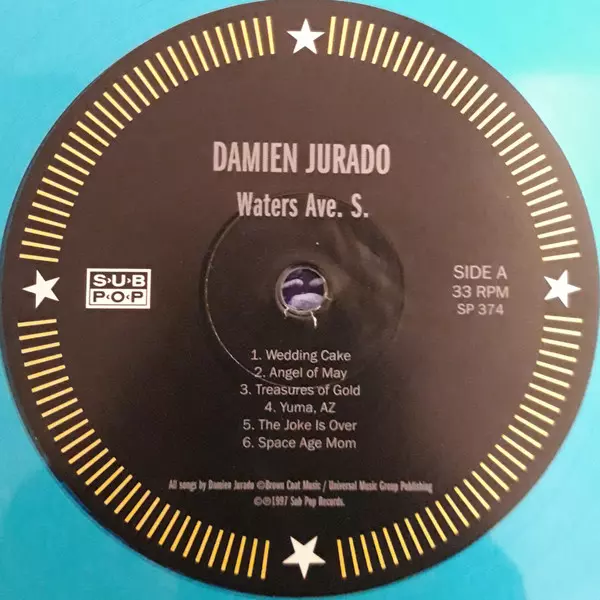 DAMIEN JURADO
Waters Ave. S.
SUB
POP
SIDE A
33 RPM
SP 374
1. Wedding Cake
2. Angel of May
3. Treasures of Gold
4. Yuma, AZ
5. The Joke Is Over
6. Space Age Mom
All songs by Damien Jurado ©Brown Coat Music / Universal Music Group Publishing
©℗1997 Sub Pop Records.